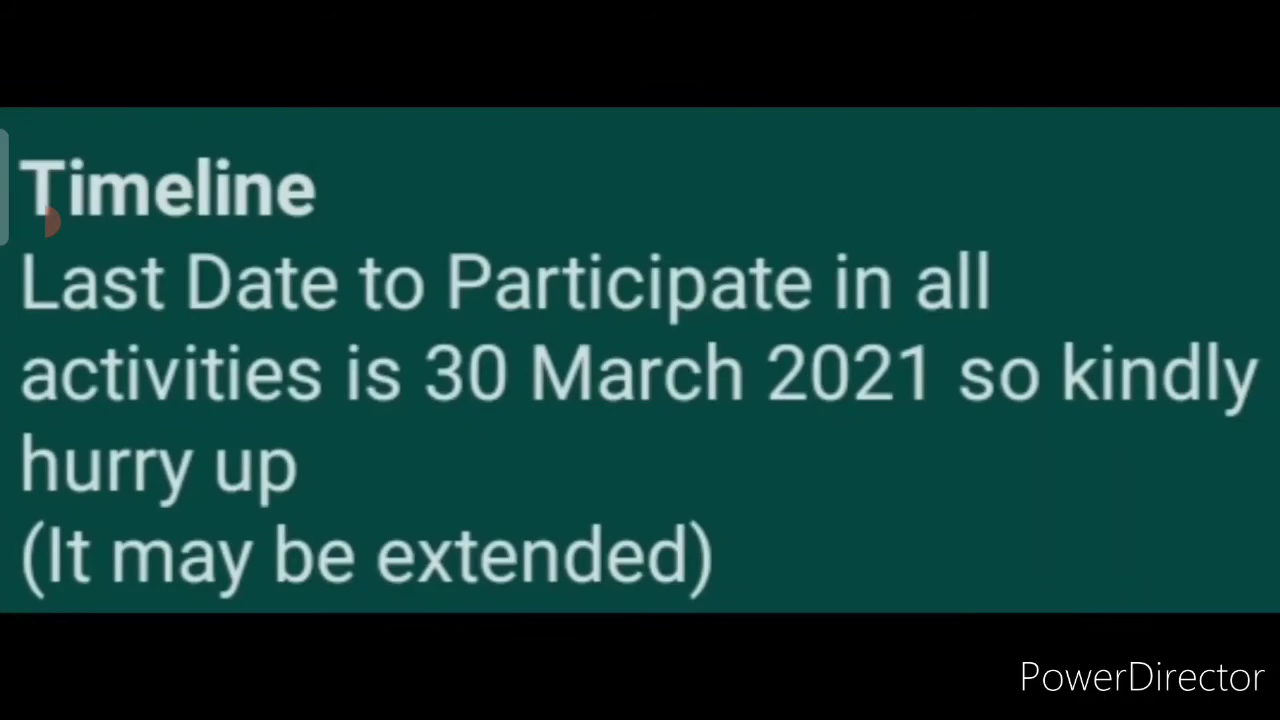 Timeline
Last Date to Participate in all
activities is 30 March 2021 so kindly
hurry up
(It may be extended)
PowerDirector